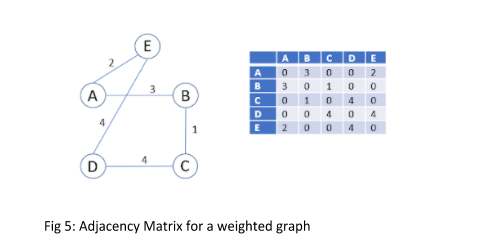 E
2
A
3
B
4
1
D
4
C
A B C D E
A 0 3 0 0 2
B 3 0 1 0 0
C 0 1 0 4 0
D 0 0 4 0 4
E 2 0 0 4 0
Fig 5: Adjacency Matrix for a weighted graph